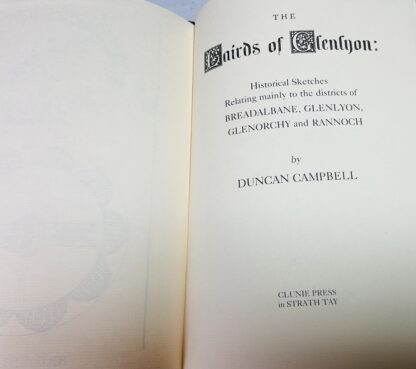 THE
Lairds of Glenlyon:
Historical Sketches
Relating mainly to the districts of
BREADALBANE, GLENLYON,
GLENORCHY and RANNOCH
by
DUNCAN CAMPBELL
CLUNIE PRESS
in STRATH TAY